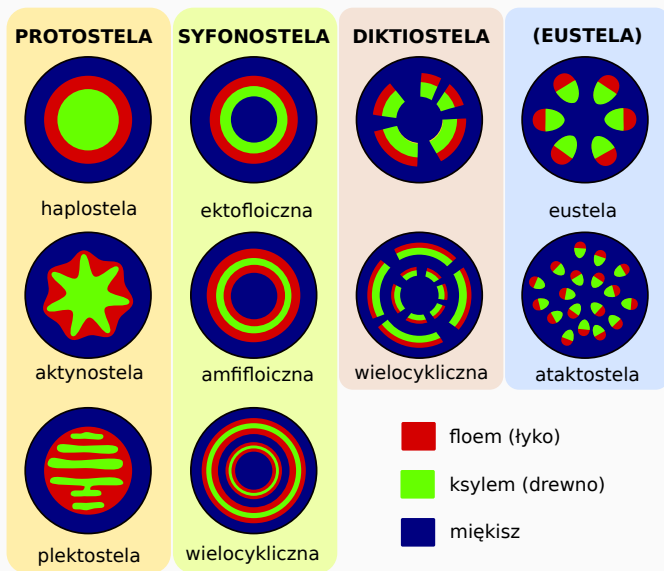 PROTOSTELA
SYFONOSTELA
DIKTIOSTELA
(EUSTELA)
haplostela
ektofloiczna
eustela
aktynostela
amfifloiczna
wielocykliczna
ataktostela
plektostela
wielocykliczna
floem (łyko)
ksylem (drewno)
miękisz